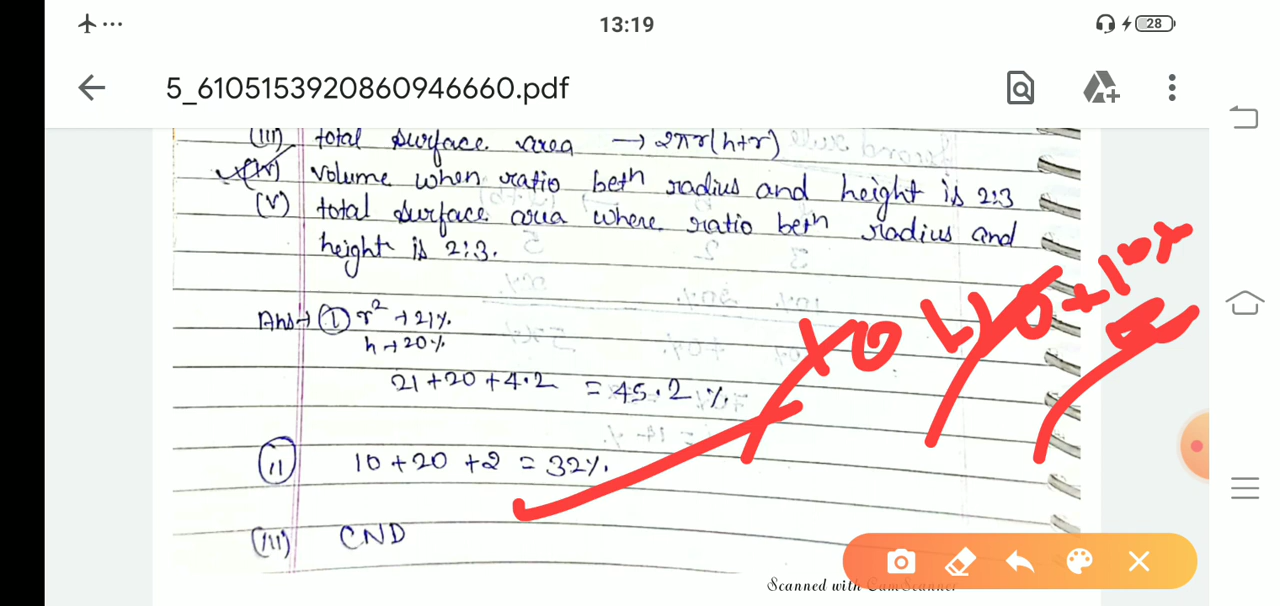 13:19
28
5_6105153920860946660.pdf
(III) total surface area → 2πr(h+r)
(IV) volume when ratio betn radius and height is 2:3
(V) total surface area where ratio betn radius and
height is 2:3.
Ans→ (I) r² → 21%
h → 20%
21 + 20 + 4.2 = 45.2%.
(II) 10 + 20 + 2 = 32%.
(III) CND
Scanned with CamScanner